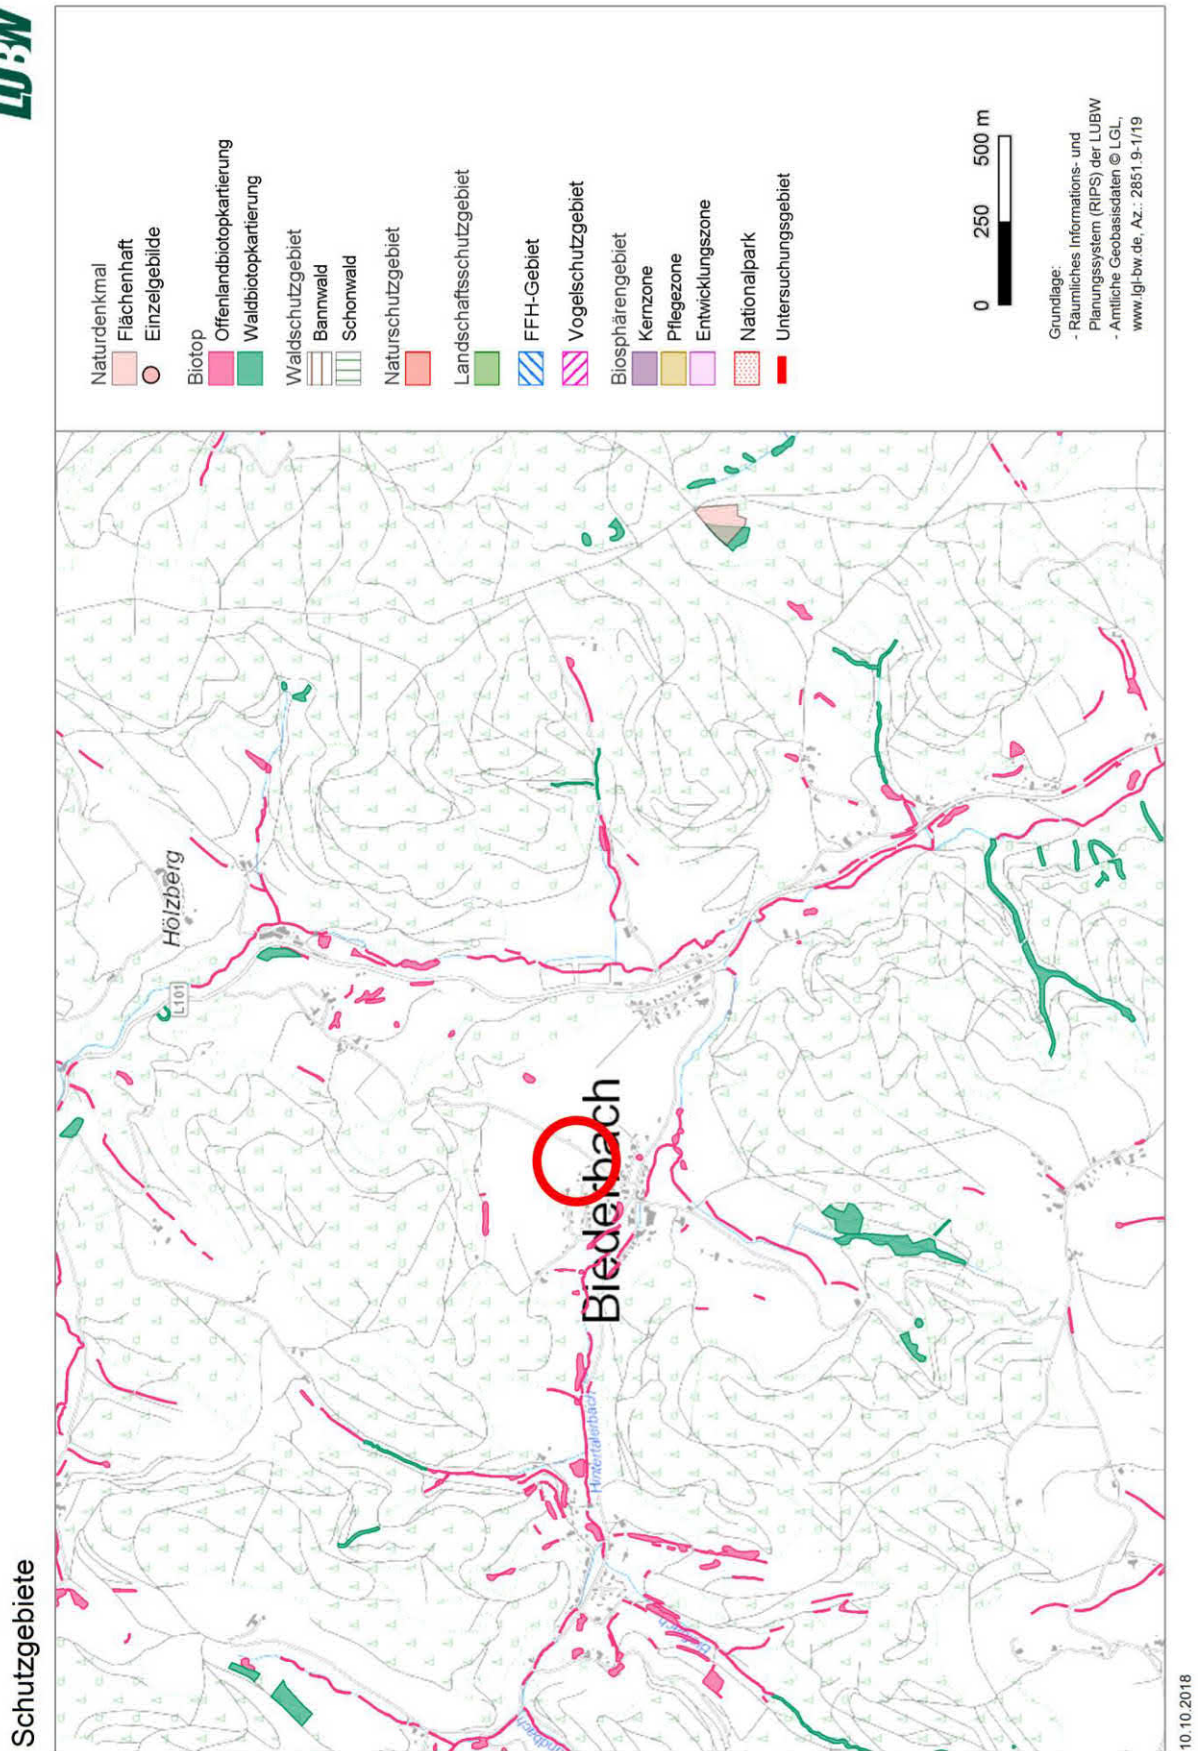 Schutzgebiete
LUBW
Naturdenkmal
Flächenhaft
Einzelgebilde
Biotop
Offenlandbiotopkartierung
Waldbiotopkartierung
Waldschutzgebiet
Bannwald
Schonwald
Naturschutzgebiet
Landschaftsschutzgebiet
FFH-Gebiet
Vogelschutzgebiet
Biosphärengebiet
Kernzone
Pflegezone
Entwicklungszone
Nationalpark
Untersuchungsgebiet
0 250 500 m
Grundlage:
- Räumliches Informations- und
Planungssystem (RIPS) der LUBW
- Amtliche Geobasisdaten © LGL,
www.lgl-bw.de, Az.: 2851.9-1/19
Hölzberg
L101
Biederbach
Hintertalerbach
10.10.2018